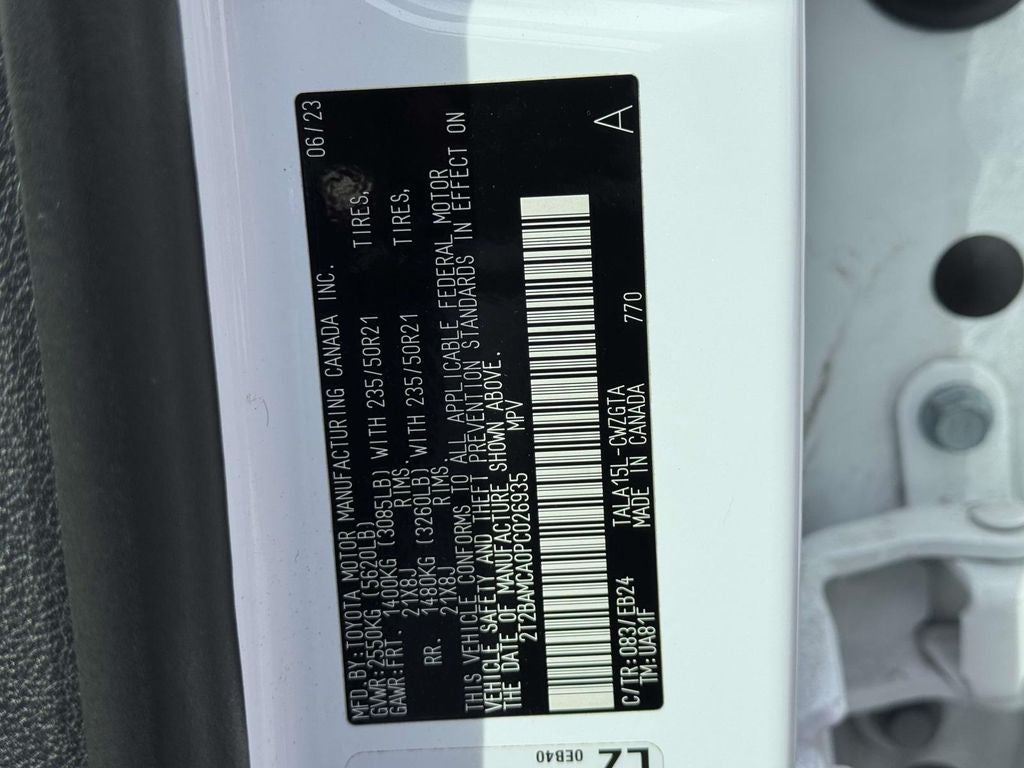 MFD.BY:TOYOTA MOTOR MANUFACTURING CANADA INC. 06/23
GWWR:2550KG (5620LB)
GAWR:FRT. 1400KG (3085LB) WITH 235/50R21 TIRES,
21X8J RIMS.
RR. 1480KG (3260LB) WITH 235/50R21 TIRES,
21X8J RIMS.
THIS VEHICLE CONFORMS TO ALL APPLICABLE FEDERAL MOTOR
VEHICLE SAFETY AND THEFT PREVENTION STANDARDS IN EFFECT ON
THE DATE OF MANUFACTURE SHOWN ABOVE.
2T2BAMCA0PC026935 MPV
C/TR:083/EB24 TALA15L-CWZGTA 770 A
TM:UA81F MADE IN CANADA
0EB40